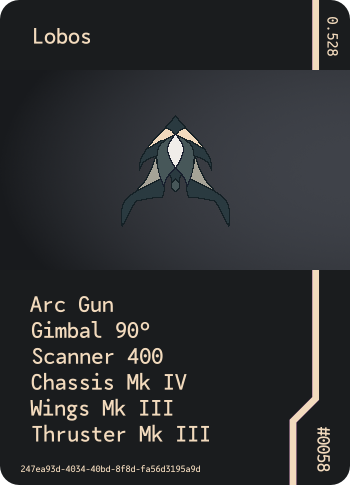 Lobos
0.528
Arc Gun
Gimbal 90°
Scanner 400
Chassis Mk IV
Wings Mk III
Thruster Mk III
#0058
247ea93d-4034-40bd-8f8d-fa56d3195a9d